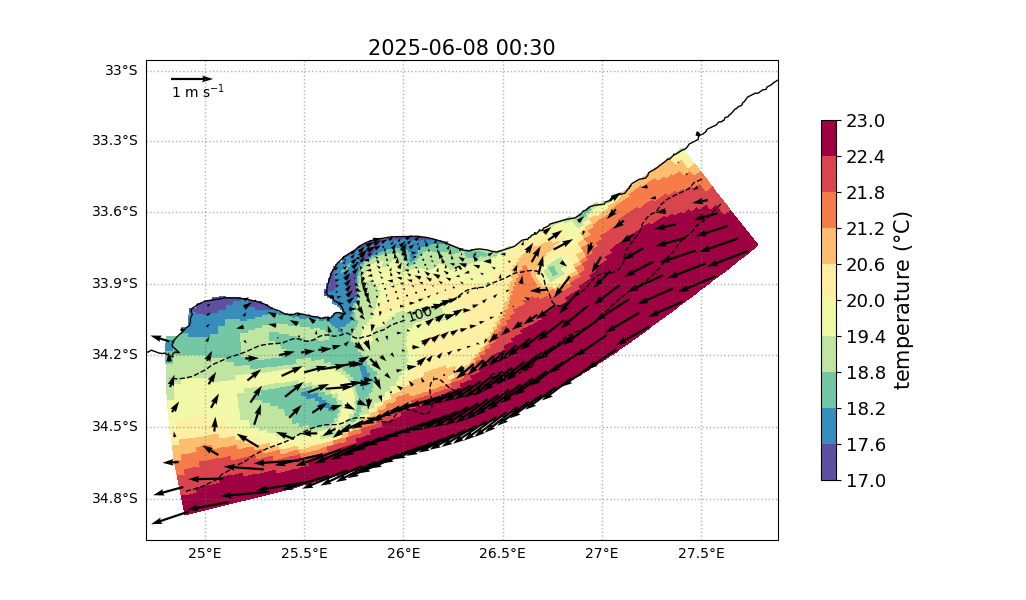 2025-06-08 00:30
1 m s⁻¹
33°S
33.3°S
33.6°S
33.9°S
34.2°S
34.5°S
34.8°S
100
25°E
25.5°E
26°E
26.5°E
27°E
27.5°E
23.0
22.4
21.8
21.2
20.6
20.0
19.4
18.8
18.2
17.6
17.0
temperature (°C)